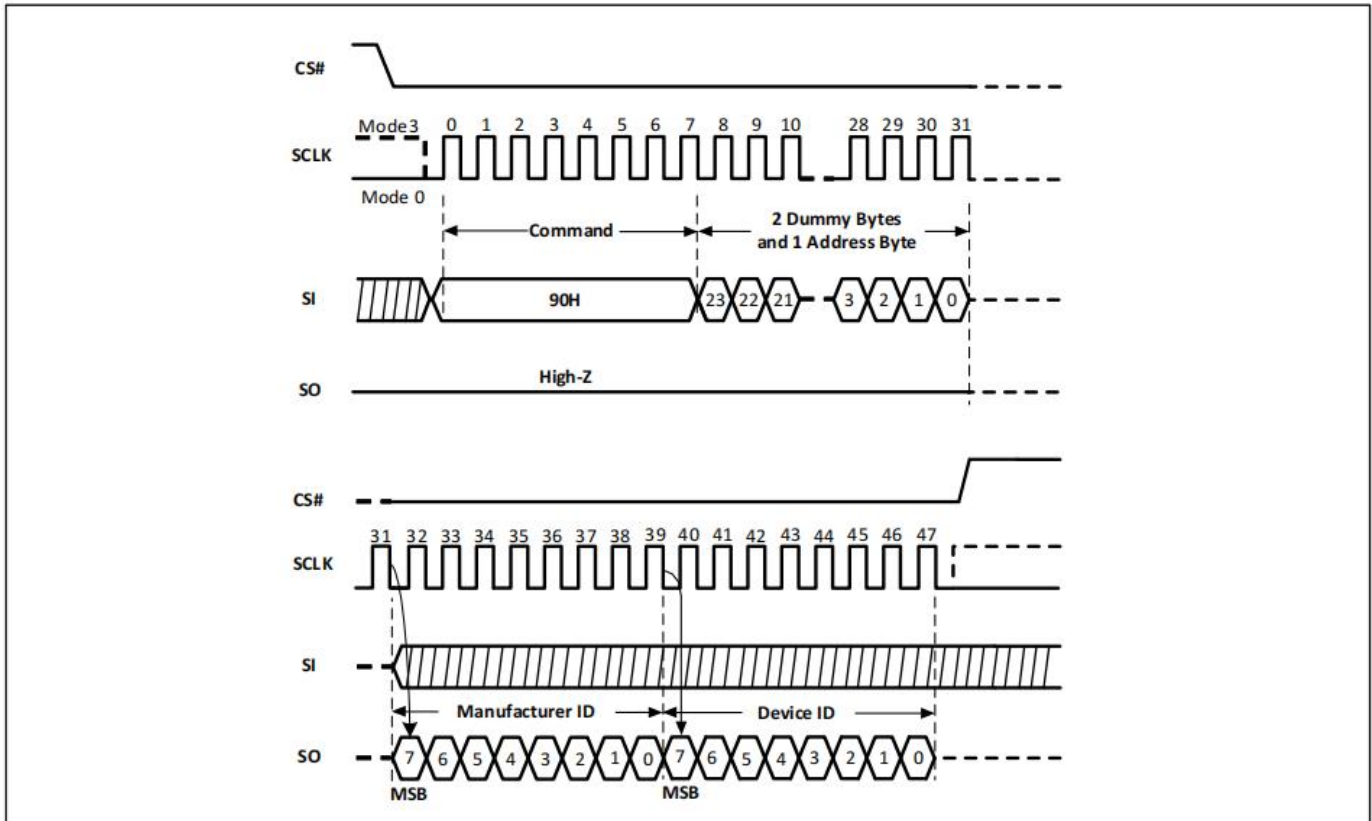 CS#
Mode3 0 1 2 3 4 5 6 7 8 9 10 28 29 30 31
SCLK
Mode 0
Command
2 Dummy Bytes
and 1 Address Byte
SI 90H 23 22 21 3 2 1 0
High-Z
SO
CS#
31 32 33 34 35 36 37 38 39 40 41 42 43 44 45 46 47
SCLK
SI
Manufacturer ID Device ID
SO 7 6 5 4 3 2 1 0 7 6 5 4 3 2 1 0
MSB MSB